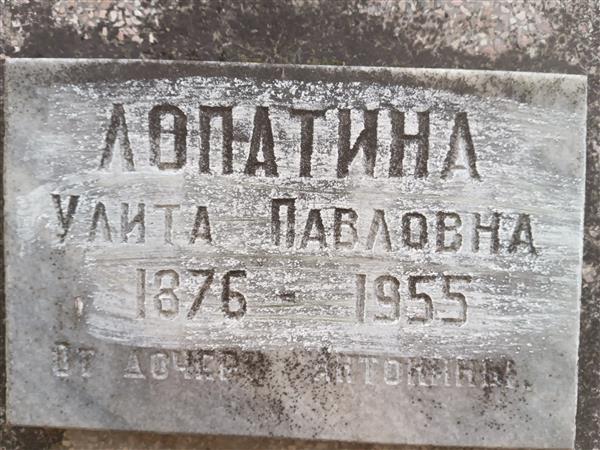 ЛОПАТИНА
УЛИТА ПАВЛОВНА
1876 - 1955
ОТ ДОЧЕРИ АНТОНИНЫ